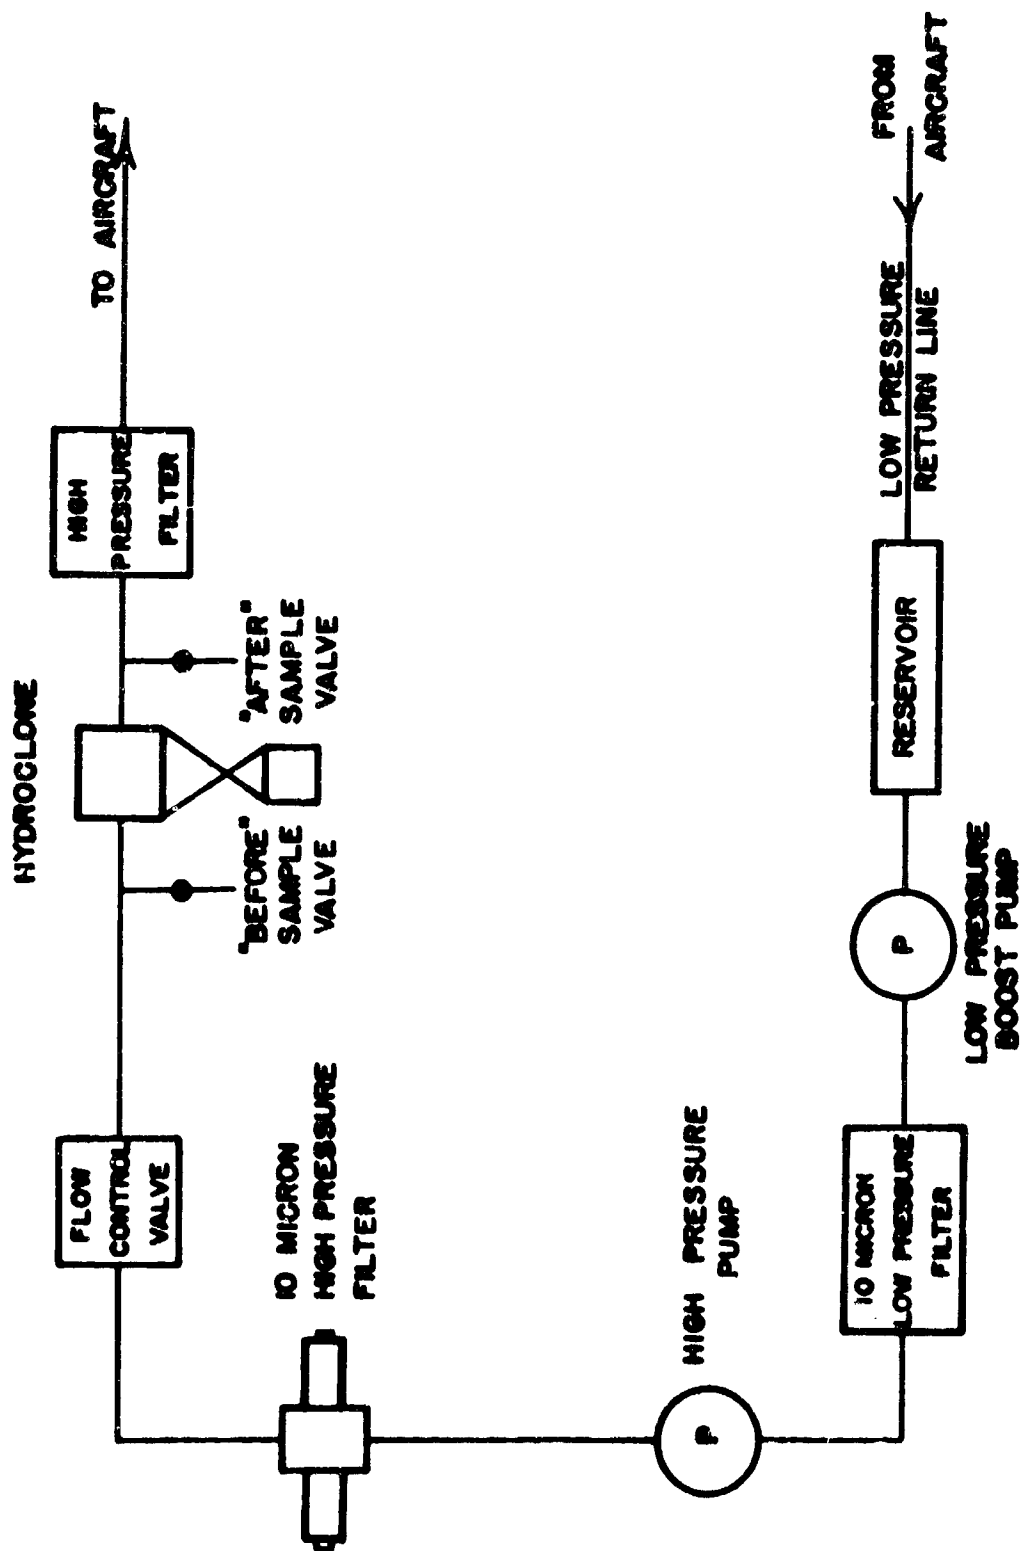 HYDROCLONE
FLOW
CONTROL
VALVE
"BEFORE"
SAMPLE
VALVE
"AFTER"
SAMPLE
VALVE
HIGH
PRESSURE
FILTER
TO AIRCRAFT
10 MICRON
HIGH PRESSURE
FILTER
HIGH PRESSURE
PUMP
P
10 MICRON
LOW PRESSURE
FILTER
P
LOW PRESSURE
BOOST PUMP
RESERVOIR
LOW PRESSURE
RETURN LINE
FROM
AIRCRAFT